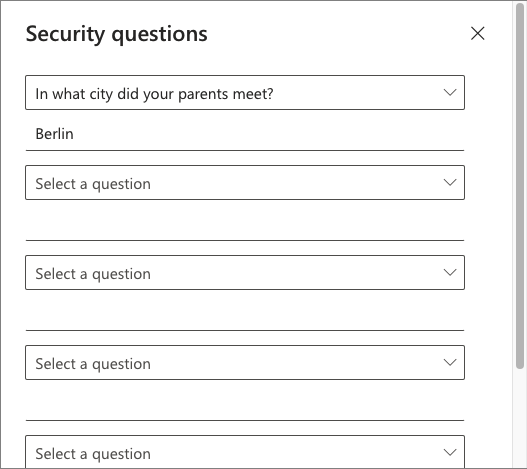 Security questions
In what city did your parents meet?
Berlin
Select a question
Select a question
Select a question
Select a question